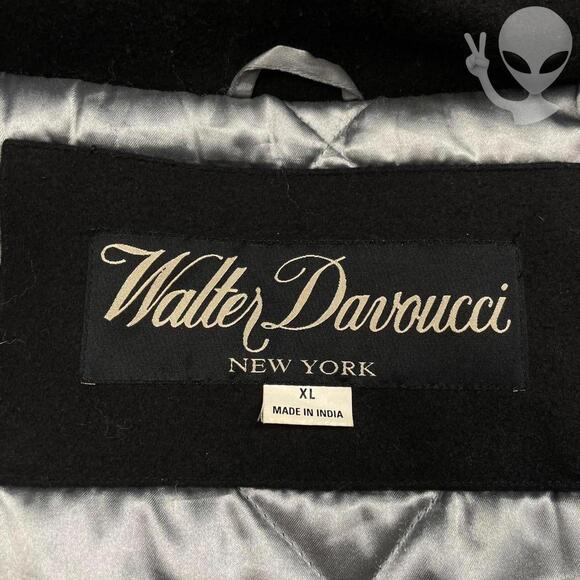 Walter Davoucci
NEW YORK
XL
MADE IN INDIA